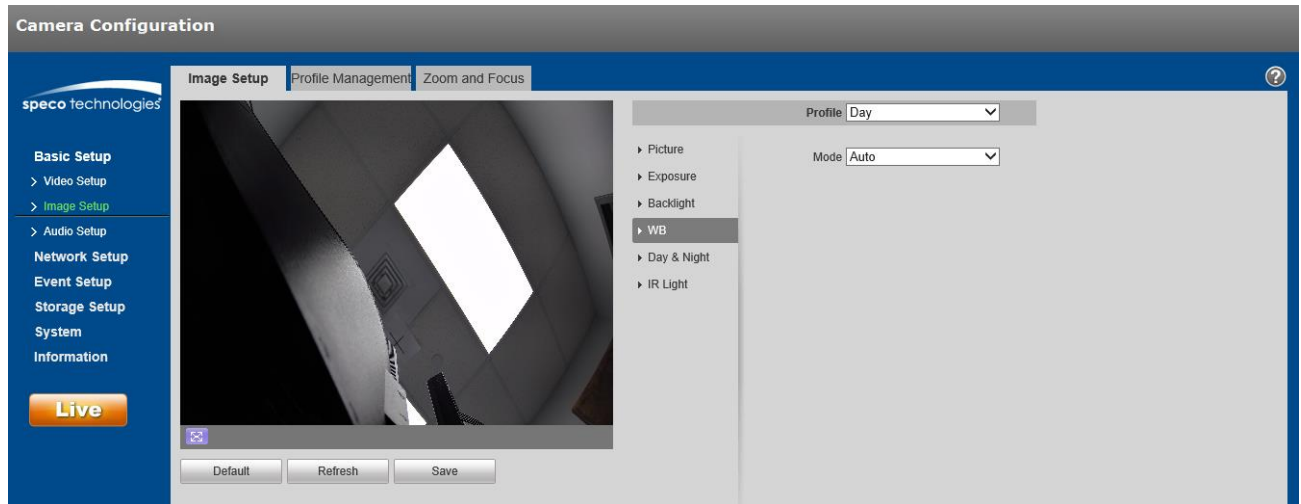 Camera Configuration
speco technologies
Image Setup Profile Management Zoom and Focus
?
Profile Day
Mode Auto
Basic Setup
> Video Setup
> Image Setup
> Audio Setup
Network Setup
Event Setup
Storage Setup
System
Information
Live
Picture
Exposure
Backlight
WB
Day & Night
IR Light
Default Refresh Save